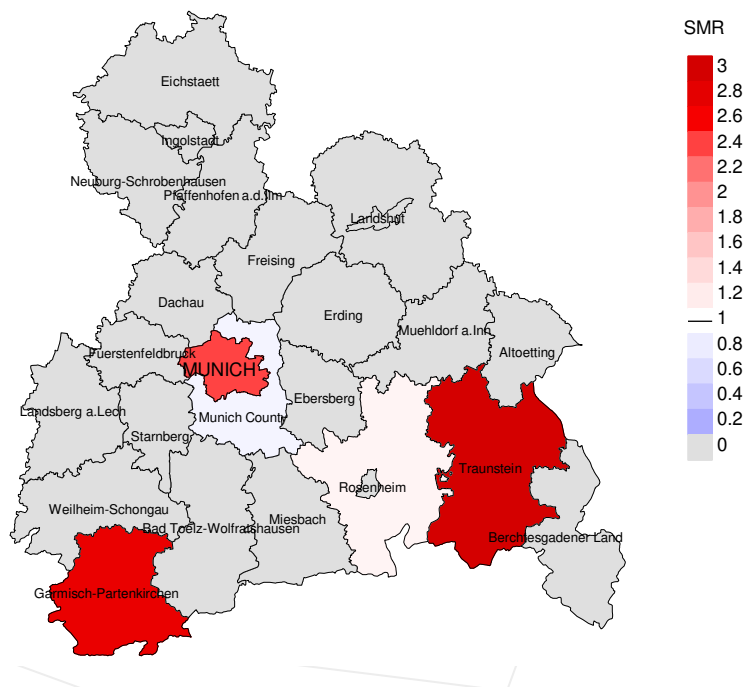 SMR
3
2.8
2.6
2.4
2.2
2
1.8
1.6
1.4
1.2
1
0.8
0.6
0.4
0.2
0
Eichstaett
Ingolstadt
Neuburg-Schrobenhausen
Pfaffenhofen a.d.Ilm
Landshut
Freising
Dachau
Erding
Muehldorf a.Inn
Altoetting
Fuerstenfeldbruck
MUNICH
Ebersberg
Landsberg a.Lech
Munich County
Starnberg
Traunstein
Rosenheim
Weilheim-Schongau
Miesbach
Bad Toelz-Wolfratshausen
Berchtesgadener Land
Garmisch-Partenkirchen